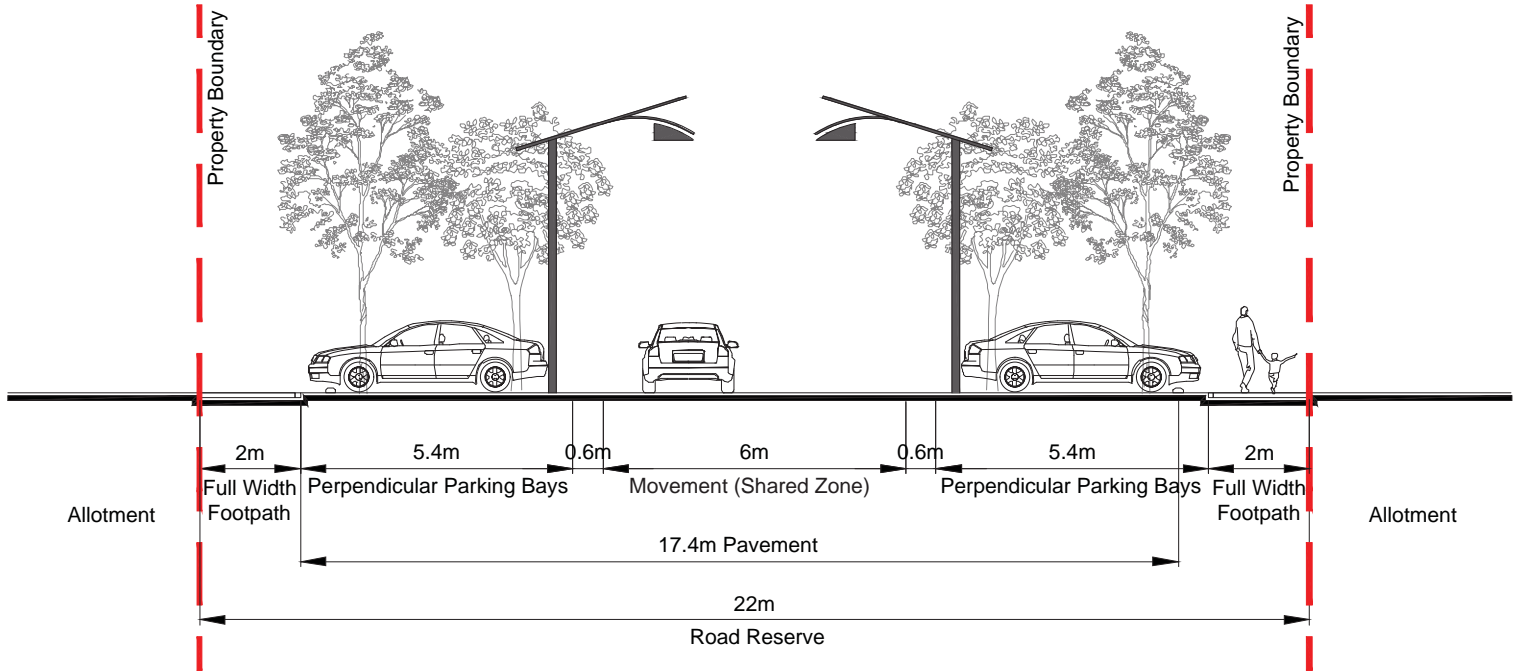 Property Boundary
Property Boundary
2m
5.4m
0.6m
6m
0.6m
5.4m
2m
Full Width
Footpath
Perpendicular Parking Bays
Movement (Shared Zone)
Perpendicular Parking Bays
Full Width
Footpath
Allotment
Allotment
17.4m Pavement
22m
Road Reserve